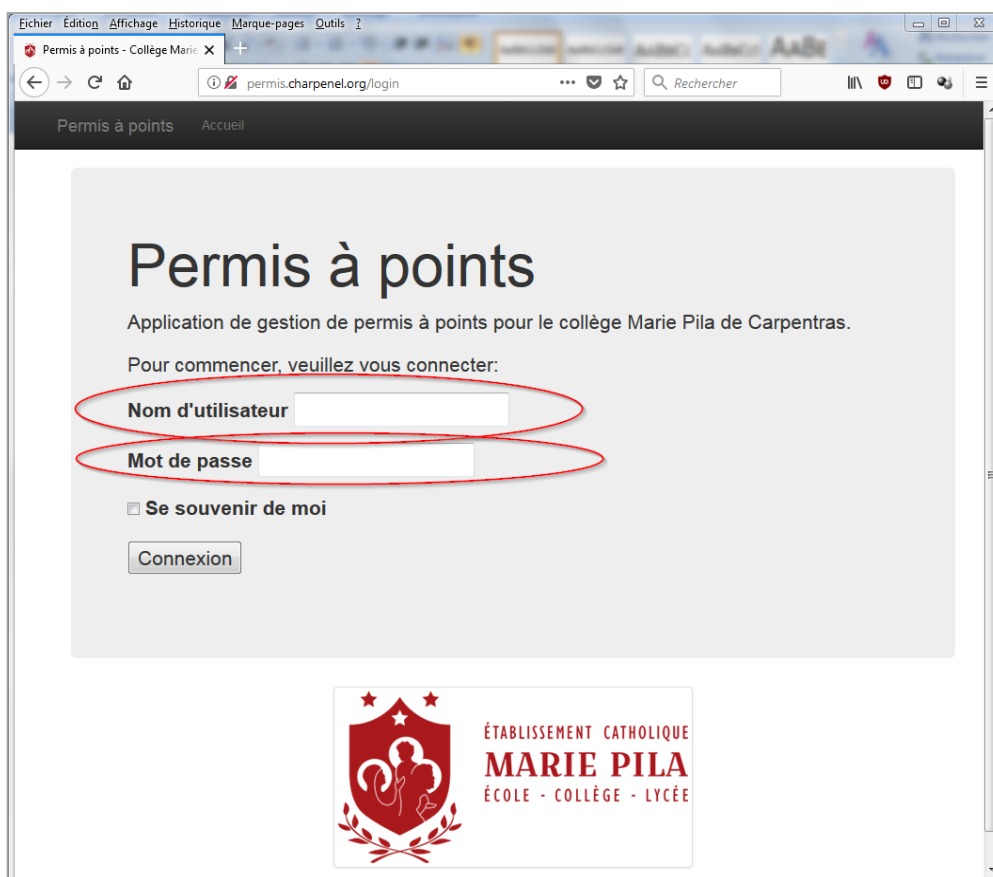 Fichier Édition Affichage Historique Marque-pages Outils ?
Permis à points - Collège Marie
permis.charpenel.org/login
Rechercher
Permis à points Accueil
Permis à points
Application de gestion de permis à points pour le collège Marie Pila de Carpentras.
Pour commencer, veuillez vous connecter:
Nom d'utilisateur
Mot de passe
Se souvenir de moi
Connexion
ÉTABLISSEMENT CATHOLIQUE
MARIE PILA
ÉCOLE - COLLÈGE - LYCÉE